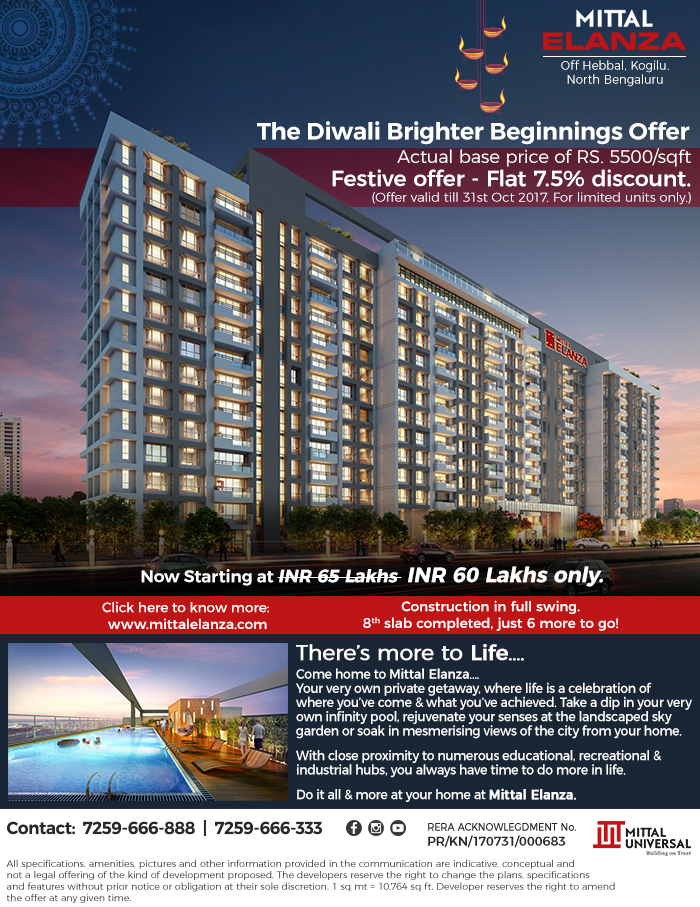 MITTAL
ELANZA
Off Hebbal, Kogilu.
North Bengaluru
The Diwali Brighter Beginnings Offer
Actual base price of RS. 5500/sqft
Festive offer - Flat 7.5% discount.
(Offer valid till 31st Oct 2017. For limited units only.)
MITTAL
ELANZA
Now Starting at INR 65 Lakhs INR 60 Lakhs only.
Click here to know more:
www.mittalelanza.com
Construction in full swing.
8th slab completed, just 6 more to go!
There's more to Life....
Come home to Mittal Elanza....
Your very own private getaway, where life is a celebration of
where you've come & what you've achieved. Take a dip in your very
own infinity pool, rejuvenate your senses at the landscaped sky
garden or soak in mesmerising views of the city from your home.
With close proximity to numerous educational, recreational &
industrial hubs, you always have time to do more in life.
Do it all & more at your home at Mittal Elanza.
Contact: 7259-666-888 | 7259-666-333
RERA ACKNOWLEGDMENT No.
PR/KN/170731/000683
MITTAL
UNIVERSAL
Building on Trust
All specifications, amenities, pictures and other information provided in the communication are indicative, conceptual and
not a legal offering of the kind of development proposed. The developers reserve the right to change the plans, specifications
and features without prior notice or obligation at their sole discretion. 1 sq mt = 10.764 sq ft. Developer reserves the right to amend
the offer at any given time.